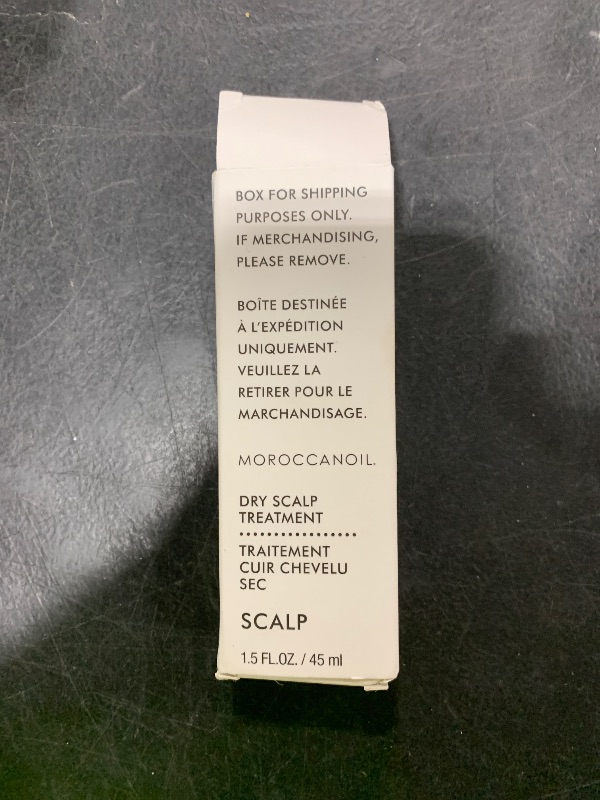 BOX FOR SHIPPING
PURPOSES ONLY.
IF MERCHANDISING,
PLEASE REMOVE.
BOÎTE DESTINÉE
À L'EXPÉDITION
UNIQUEMENT.
VEUILLEZ LA
RETIRER POUR LE
MARCHANDISAGE.
MOROCCANOIL.
DRY SCALP
TREATMENT
TRAITEMENT
CUIR CHEVELU
SEC
SCALP
1.5 FL.OZ. / 45 ml